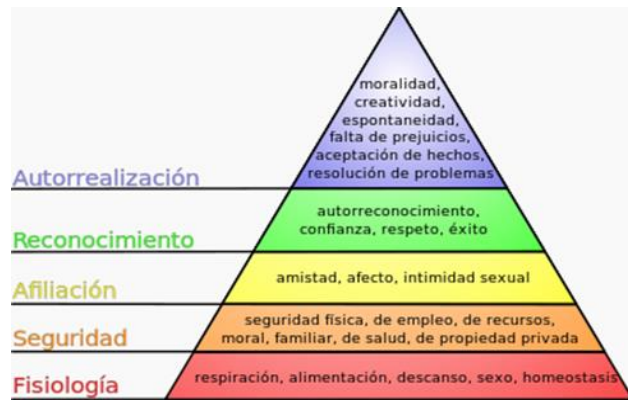 moralidad,
creatividad,
espontaneidad,
falta de prejuicios,
aceptación de hechos,
resolución de problemas
Autorrealización
autorreconocimiento,
confianza, respeto, éxito
Reconocimiento
amistad, afecto, intimidad sexual
Afiliación
seguridad física, de empleo, de recursos,
moral, familiar, de salud, de propiedad privada
Seguridad
respiración, alimentación, descanso, sexo, homeostasis
Fisiología